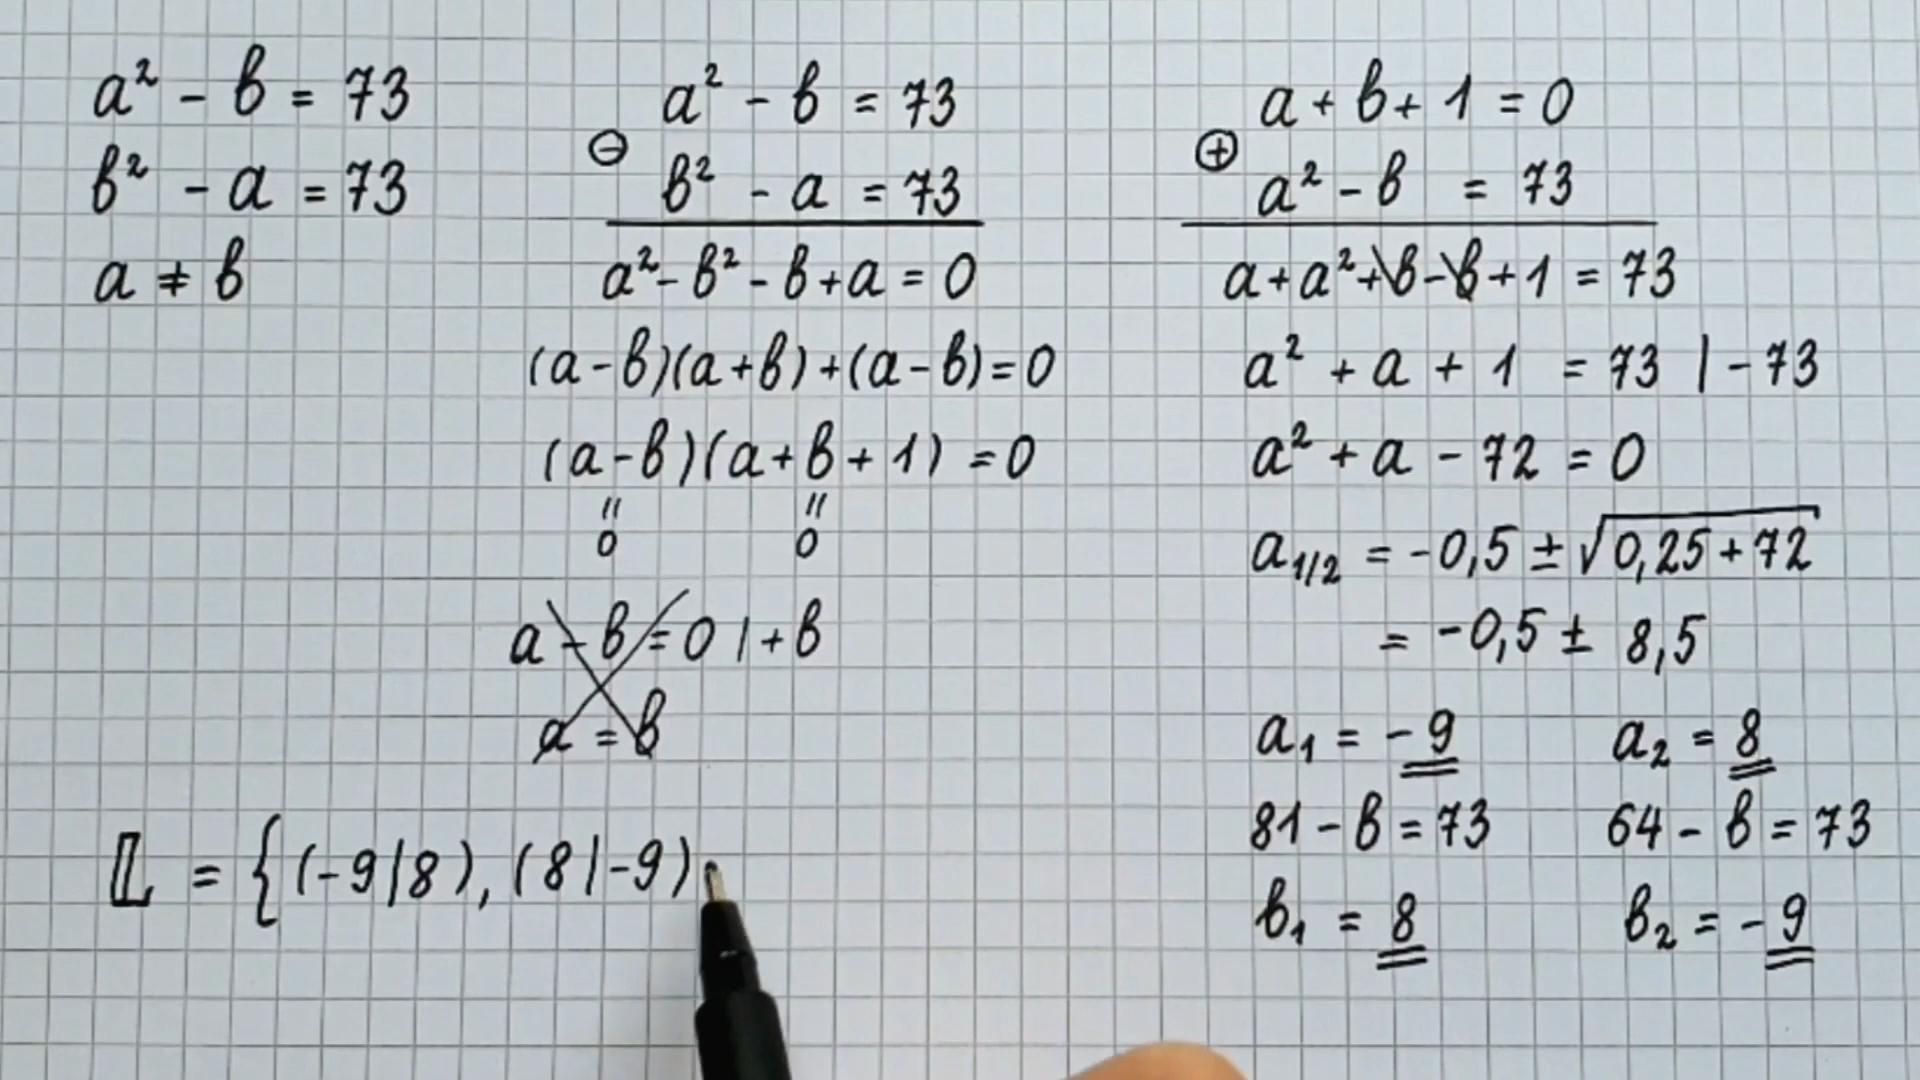 a² - b = 73
b² - a = 73
a ≠ b
a² - b = 73
⊖ b² - a = 73
a² - b² - b + a = 0
(a - b)(a + b) + (a - b) = 0
(a - b)(a + b + 1) = 0
" "
0 0
a - b = 0 | + b
a = b
𝕃 = {(-9|8), (8|-9)
a + b + 1 = 0
⊕ a² - b = 73
a + a² + b - b + 1 = 73
a² + a + 1 = 73 | - 73
a² + a - 72 = 0
a₁/₂ = -0,5 ± √0,25 + 72
= -0,5 ± 8,5
a₁ = -9 a₂ = 8
81 - b = 73 64 - b = 73
b₁ = 8 b₂ = -9